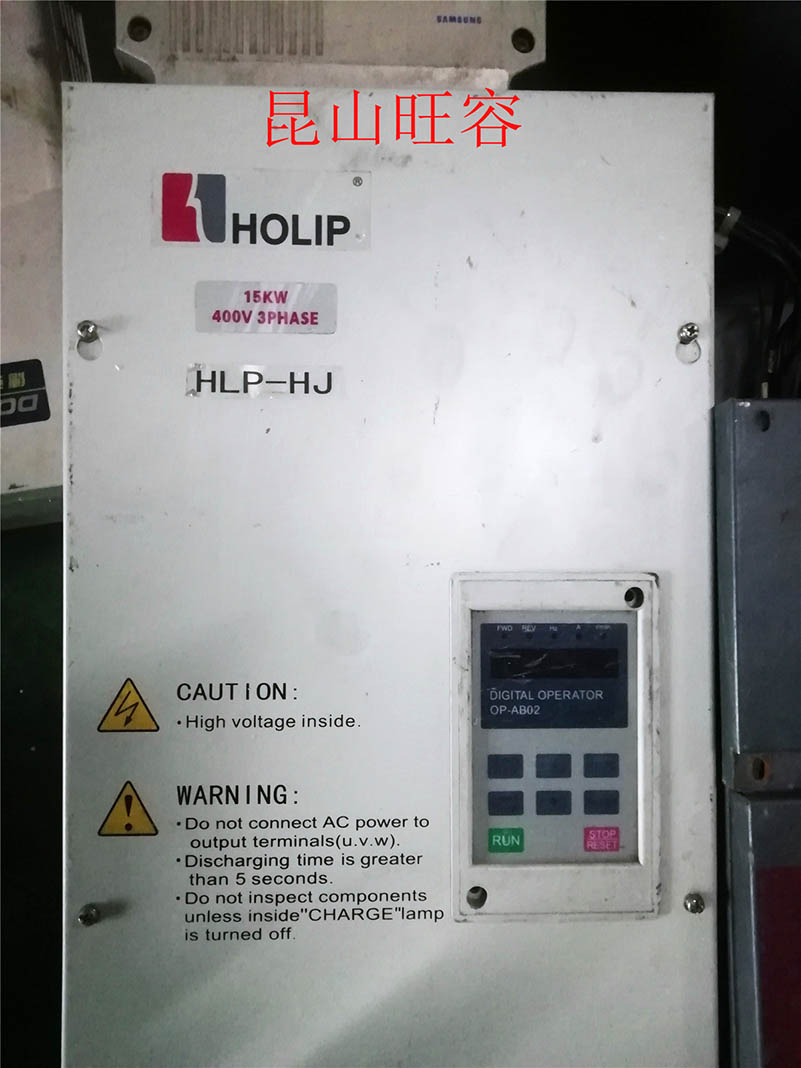 SAMSUNG
昆山旺容
HOLIP ®
15KW
400V 3PHASE
HLP-HJ
FWD REV Hz A
DIGITAL OPERATOR
OP-AB02
CAUTION:
·High voltage inside.
WARNING:
·Do not connect AC power to
output terminals(u.v.w).
·Discharging time is greater
than 5 seconds.
·Do not inspect components
unless inside"CHARGE"lamp
is turned off.
RUN
STOP
RESET